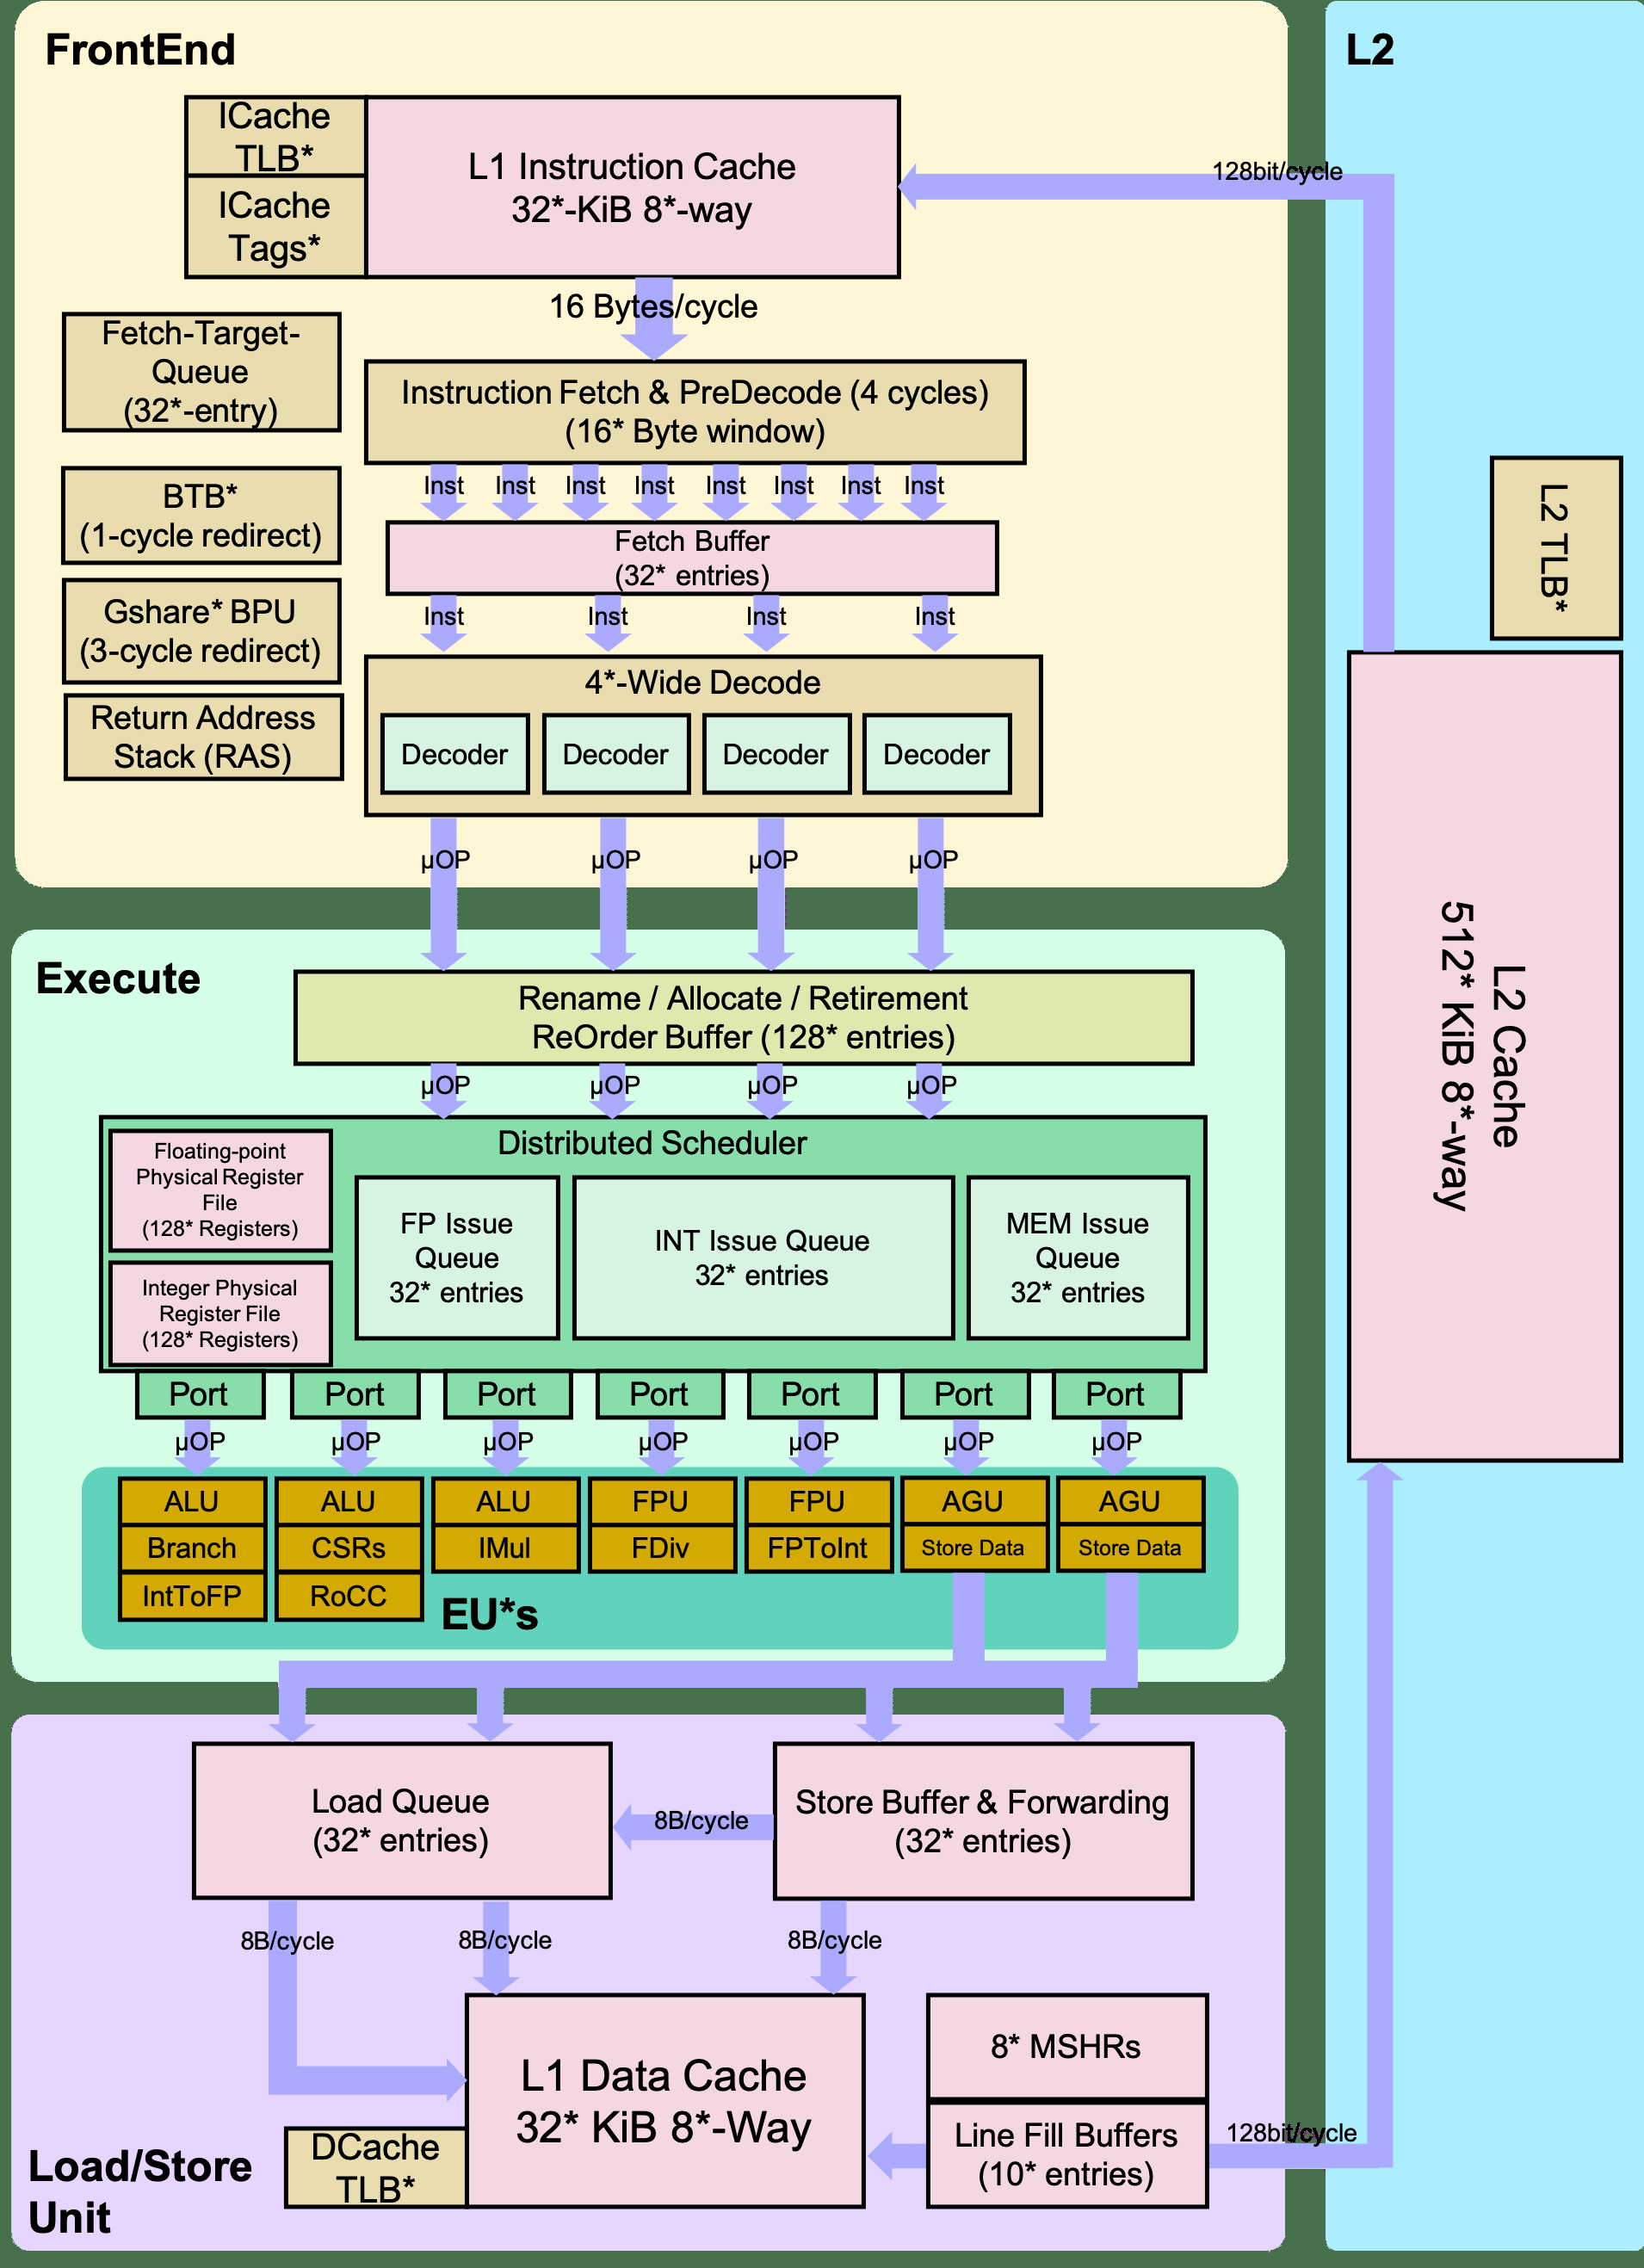 FrontEnd
L2
ICache
TLB*
ICache
Tags*
L1 Instruction Cache
32*-KiB 8*-way
128bit/cycle
16 Bytes/cycle
Fetch-Target-
Queue
(32*-entry)
Instruction Fetch & PreDecode (4 cycles)
(16* Byte window)
BTB*
(1-cycle redirect)
Inst Inst Inst Inst Inst Inst Inst Inst
Fetch Buffer
(32* entries)
Gshare* BPU
(3-cycle redirect)
Inst Inst Inst Inst
Return Address
Stack (RAS)
4*-Wide Decode
Decoder Decoder Decoder Decoder
µOP µOP µOP µOP
L2 TLB*
L2 Cache
512* KiB 8*-way
Execute
Rename / Allocate / Retirement
ReOrder Buffer (128* entries)
µOP µOP µOP µOP
Distributed Scheduler
Floating-point
Physical Register
File
(128* Registers)
Integer Physical
Register File
(128* Registers)
FP Issue
Queue
32* entries
INT Issue Queue
32* entries
MEM Issue
Queue
32* entries
Port Port Port Port Port Port Port
µOP µOP µOP µOP µOP µOP µOP
ALU ALU ALU FPU FPU AGU AGU
Branch CSRs IMul FDiv FPToInt Store Data Store Data
IntToFP RoCC
EU*s
Load Queue
(32* entries)
8B/cycle
Store Buffer & Forwarding
(32* entries)
8B/cycle 8B/cycle 8B/cycle
L1 Data Cache
32* KiB 8*-Way
8* MSHRs
Line Fill Buffers
(10* entries)
128bit/cycle
DCache
TLB*
Load/Store
Unit